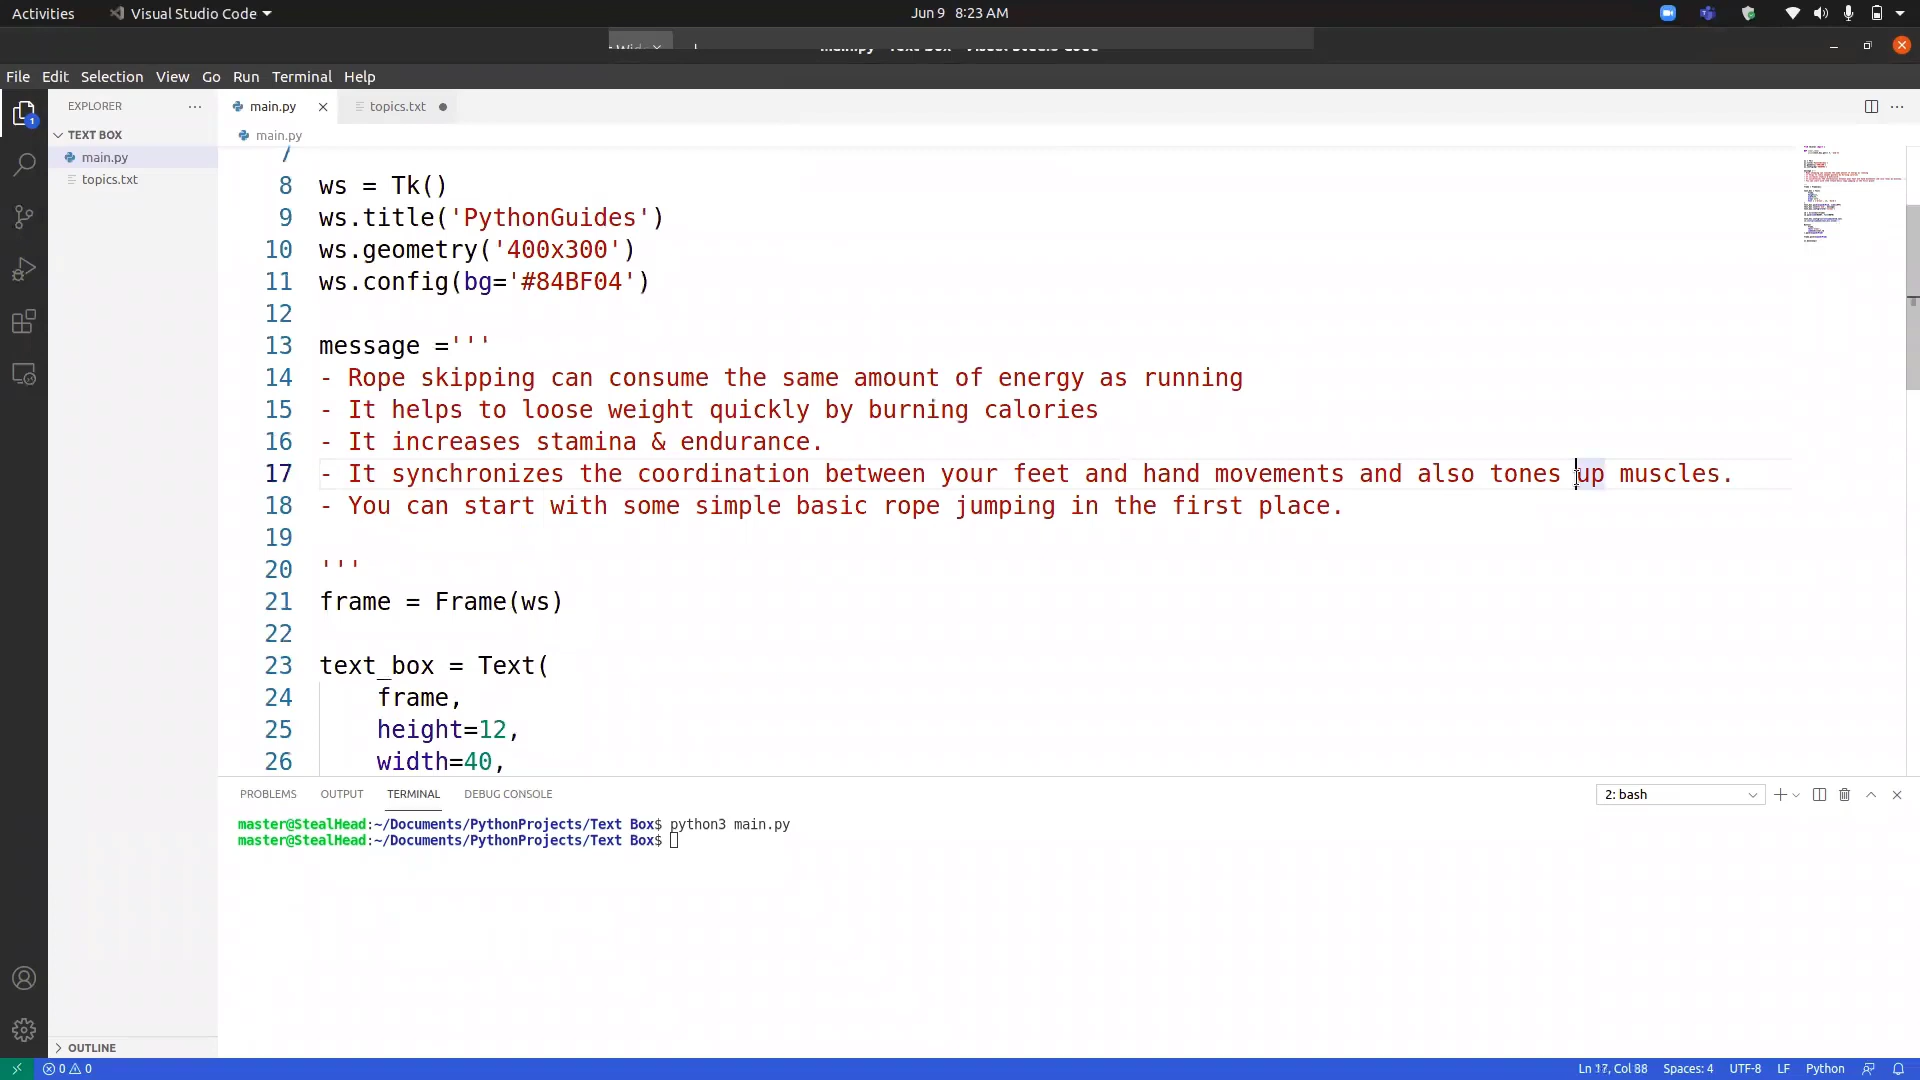 Activities
Visual Studio Code
Jun 9 8:23 AM
File Edit Selection View Go Run Terminal Help
EXPLORER
1
TEXT BOX
main.py
topics.txt
main.py
topics.txt
main.py
7
8 ws = Tk()
9 ws.title('PythonGuides')
10 ws.geometry('400x300')
11 ws.config(bg='#84BF04')
12
13 message ='''
14 - Rope skipping can consume the same amount of energy as running
15 - It helps to loose weight quickly by burning calories
16 - It increases stamina & endurance.
17 - It synchronizes the coordination between your feet and hand movements and also tones up muscles.
18 - You can start with some simple basic rope jumping in the first place.
19
20 '''
21 frame = Frame(ws)
22
23 text_box = Text(
24 frame,
25 height=12,
26 width=40,
PROBLEMS OUTPUT TERMINAL DEBUG CONSOLE
2: bash
master@StealHead:~/Documents/PythonProjects/Text Box$ python3 main.py
master@StealHead:~/Documents/PythonProjects/Text Box$
OUTLINE
0 0
Ln 17, Col 88 Spaces: 4 UTF-8 LF Python